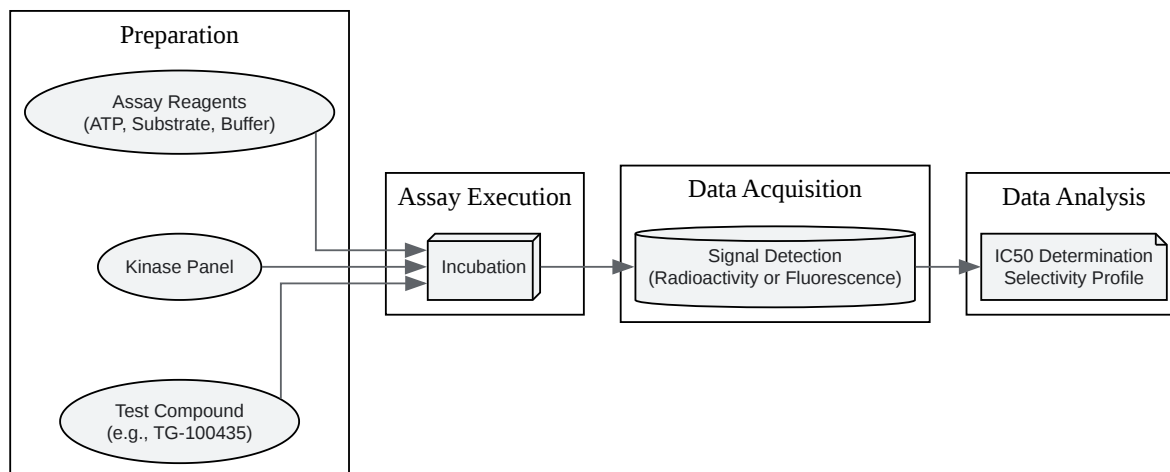 Preparation
Assay Reagents
(ATP, Substrate, Buffer)
Kinase Panel
Test Compound
(e.g., TG-100435)
Assay Execution
Incubation
Data Acquisition
Signal Detection
(Radioactivity or Fluorescence)
Data Analysis
IC50 Determination
Selectivity Profile